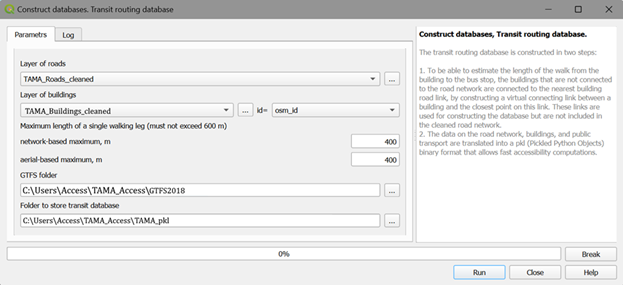 Construct databases. Transit routing database
Parametrs Log
Layer of roads
TAMA_Roads_cleaned ...
Layer of buildings
TAMA_Buildings_cleaned ... id= osm_id
Maximum length of a single walking leg (must not exceed 600 m)
network-based maximum, m 400
aerial-based maximum, m 400
GTFS folder
C:\Users\Access\TAMA_Access\GTFS2018 ...
Folder to store transit database
C:\Users\Access\TAMA_Access\TAMA_pkl ...
Construct databases, Transit routing database.
The transit routing database is constructed in two steps:
1. To be able to estimate the length of the walk from the
building to the bus stop, the buildings that are not connected
to the road network are connected to the nearest building
road link, by constructing a virtual connecting link between a
building and the closest point on this link. These links are
used for constructing the database but are not included in
the cleaned road network.
2. The data on the road network, buildings, and public
transport are translated into a pkl (Pickled Python Objects)
binary format that allows fast accessibility computations.
0% Break
Run Close Help